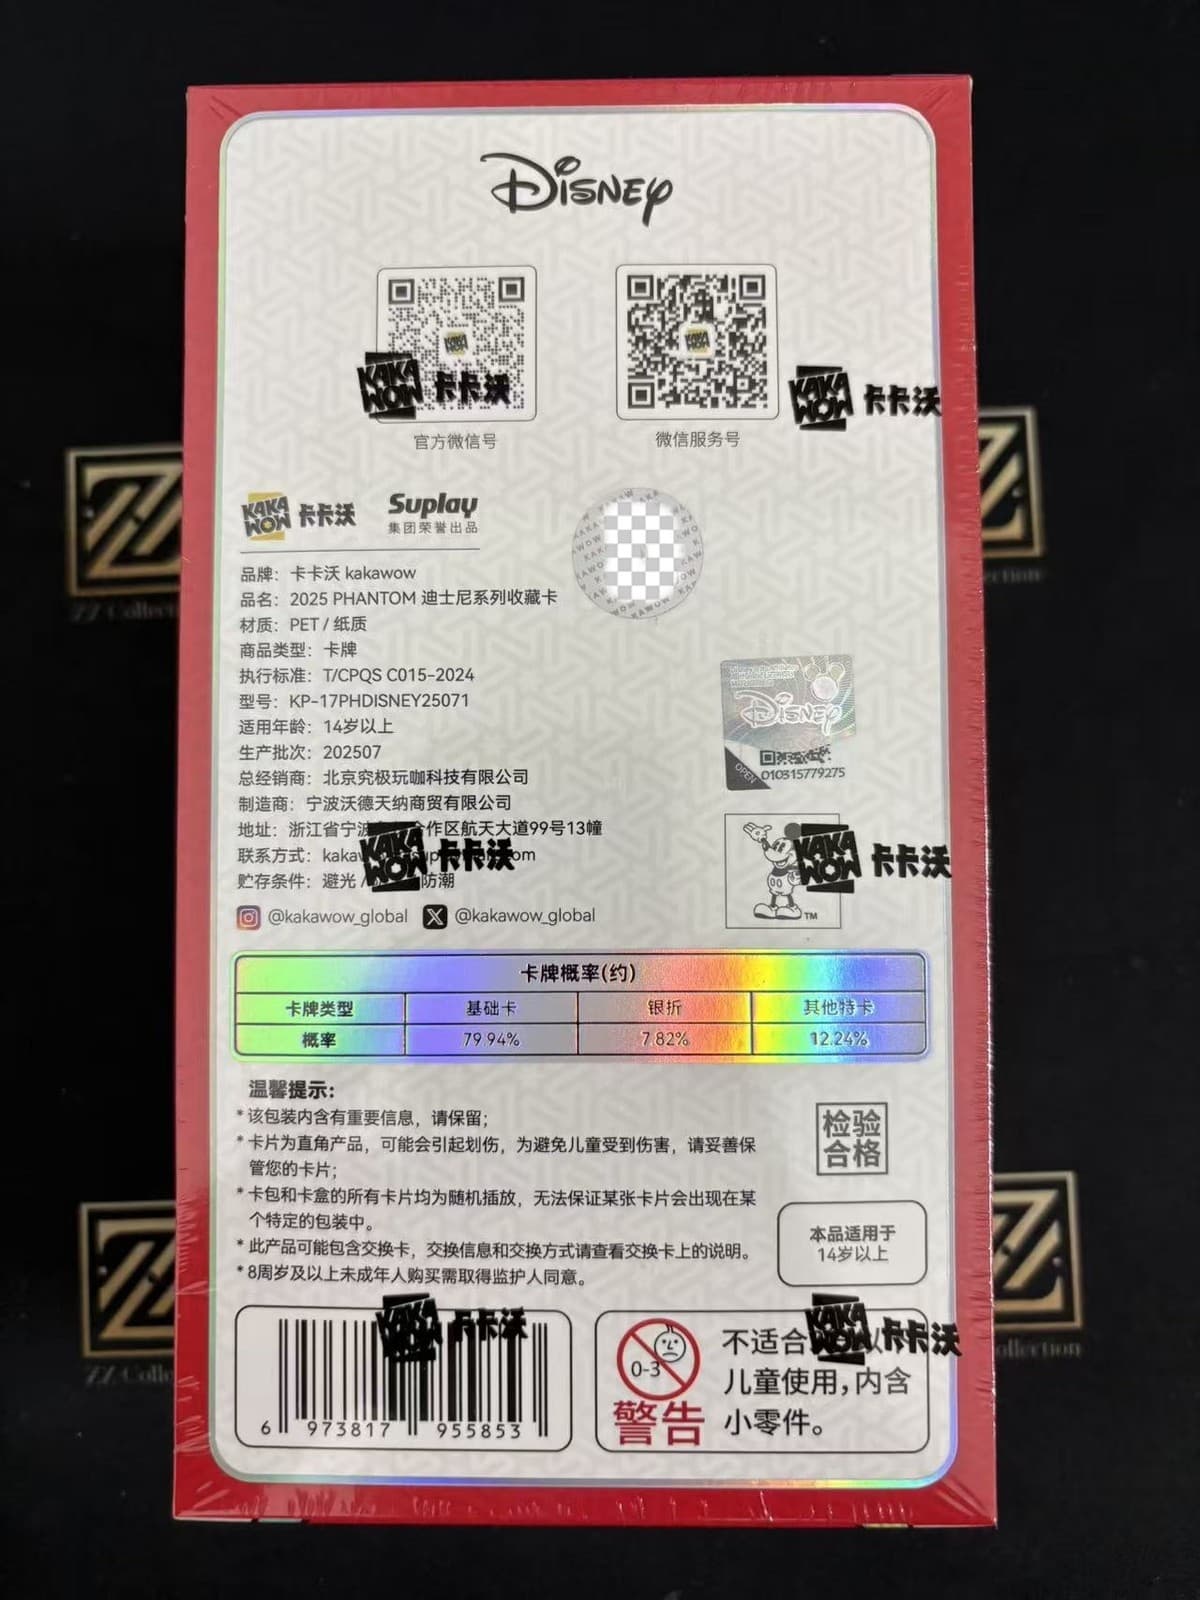 Disney
KAKA WOW 卡卡沃
KAKA WOW 卡卡沃
官方微信号
微信服务号
KAKA WOW 卡卡沃
Suplay
集团荣誉出品
品牌：卡卡沃 kakawow
品名：2025 PHANTOM 迪士尼系列收藏卡
材质：PET / 纸质
商品类型：卡牌
执行标准：T/CPQS C015-2024
型号：KP-17PHDISNEY25071
适用年龄：14岁以上
生产批次：202507
总经销商：北京究极玩咖科技有限公司
制造商：宁波沃德天纳商贸有限公司
地址：浙江省宁波 合作区航天大道99号13幢
联系方式：
贮存条件：避光 / 防潮
@kakawow_global
@kakawow_global
Disney
OPEN
010315779275
KAKA WOW 卡卡沃
KAKA WOW 卡卡沃
TM
卡牌概率(约)
卡牌类型 基础卡 银折 其他特卡
概率 79.94% 7.82% 12.24%
温馨提示：
* 该包装内含有重要信息，请保留；
* 卡片为直角产品，可能会引起划伤，为避免儿童受到伤害，请妥善保
管您的卡片；
* 卡包和卡盒的所有卡片均为随机插放，无法保证某张卡片会出现在某
个特定的包装中。
* 此产品可能包含交换卡，交换信息和交换方式请查看交换卡上的说明。
* 8周岁及以上未成年人购买需取得监护人同意。
检验
合格
本品适用于
14岁以上
KAKA WOW 卡卡沃
KAKA WOW 卡卡沃
6 973817 955853
0-3
警告
不适合
儿童使用，内含
小零件。
ZZ Collection